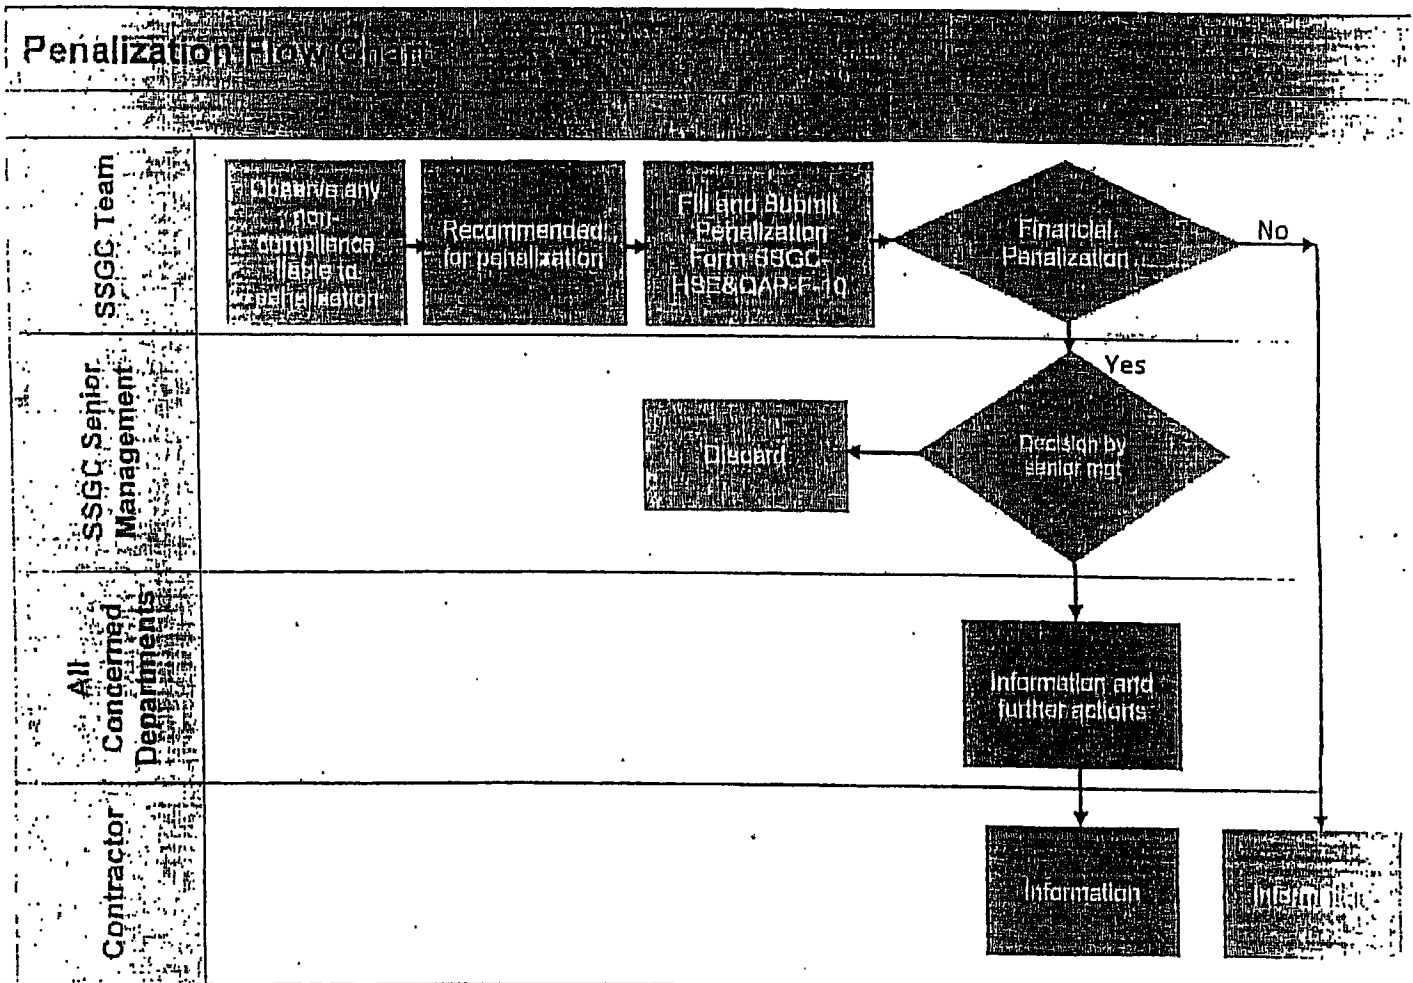 Penalization Flow Chart
SSGC Team
Observe any
non-
compliance
liable to
penalization
Recommended
for penalization
Fill and Submit
Penalization
Form SSGC-
HSE&QAP-F-10
Financial
Penalization
No
Yes
SSGC Senior
Management
Discard
Decision by
senior mgt
All
Concerned
Departments
Information and
further actions
Contractor
Information